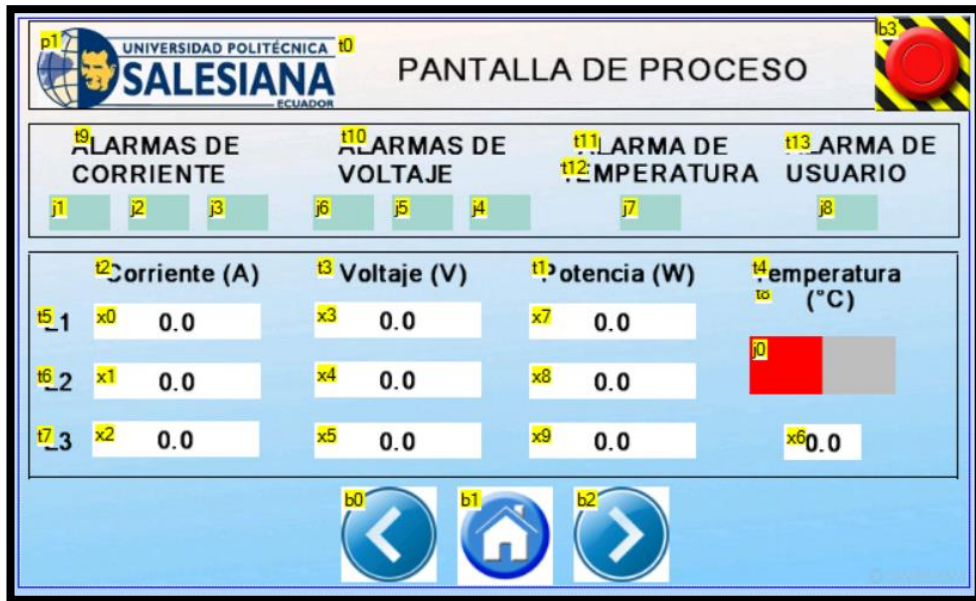 p1 UNIVERSIDAD POLITÉCNICA t0
SALESIANA
ECUADOR
PANTALLA DE PROCESO
b3
t9 ALARMAS DE t10 ALARMAS DE t11 ALARMA DE t13 ALARMA DE
CORRIENTE VOLTAJE t12 TEMPERATURA USUARIO
j1 j2 j3 j6 j5 j4 j7 j8
t2 Corriente (A) t3 Voltaje (V) t1 Potencia (W) t4 Temperatura
t8 (°C)
t5 L1 x0 0.0 x3 0.0 x7 0.0
j0
t6 L2 x1 0.0 x4 0.0 x8 0.0
t7 L3 x2 0.0 x5 0.0 x9 0.0 x6 0.0
b0 b1 b2